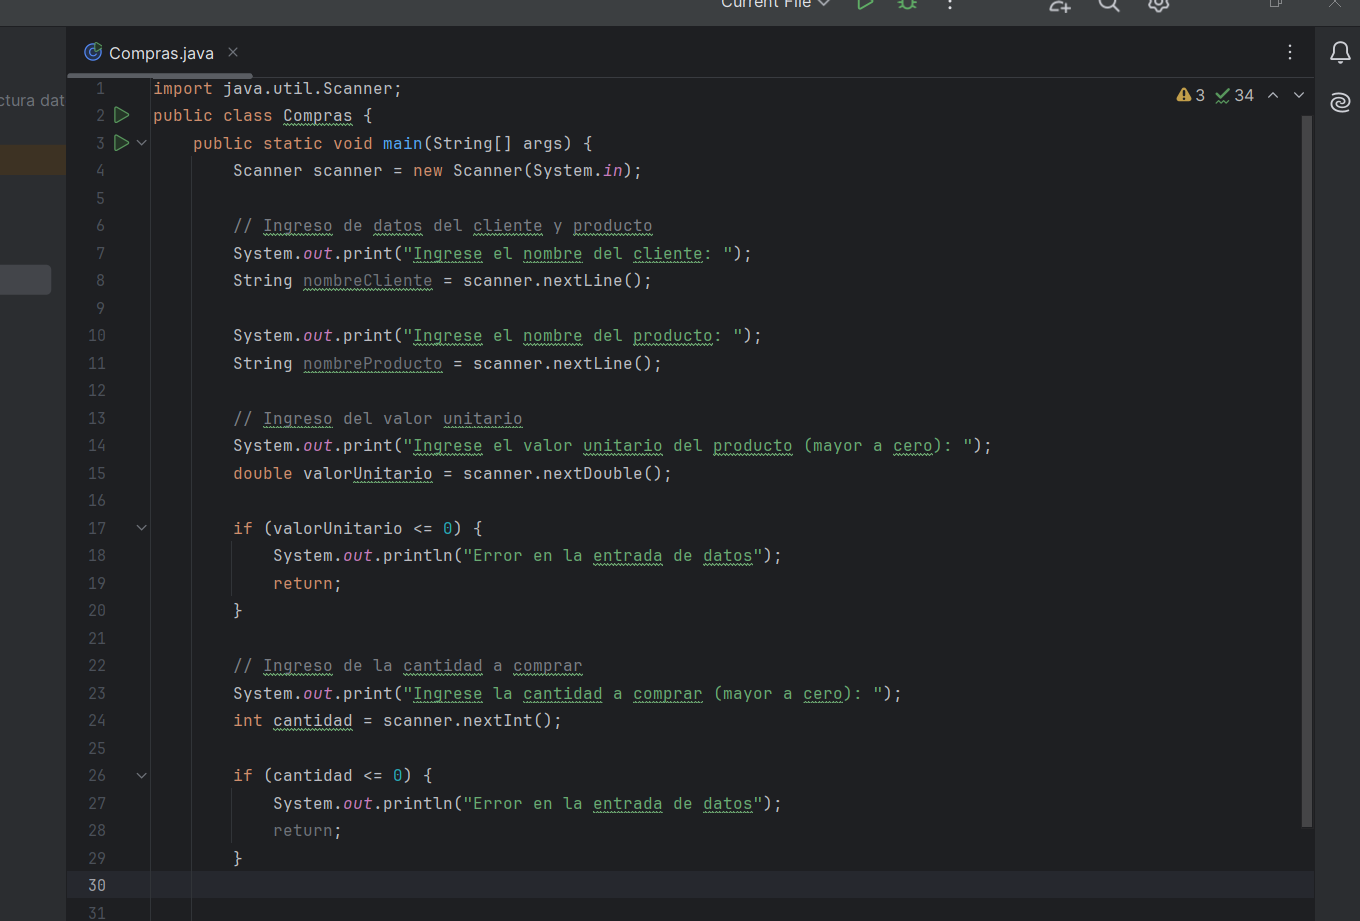 Current File
Compras.java
ctura dat
3 34
1 import java.util.Scanner;
2 public class Compras {
3 public static void main(String[] args) {
4 Scanner scanner = new Scanner(System.in);
5
6 // Ingreso de datos del cliente y producto
7 System.out.print("Ingrese el nombre del cliente: ");
8 String nombreCliente = scanner.nextLine();
9
10 System.out.print("Ingrese el nombre del producto: ");
11 String nombreProducto = scanner.nextLine();
12
13 // Ingreso del valor unitario
14 System.out.print("Ingrese el valor unitario del producto (mayor a cero): ");
15 double valorUnitario = scanner.nextDouble();
16
17 if (valorUnitario <= 0) {
18 System.out.println("Error en la entrada de datos");
19 return;
20 }
21
22 // Ingreso de la cantidad a comprar
23 System.out.print("Ingrese la cantidad a comprar (mayor a cero): ");
24 int cantidad = scanner.nextInt();
25
26 if (cantidad <= 0) {
27 System.out.println("Error en la entrada de datos");
28 return;
29 }
30
31